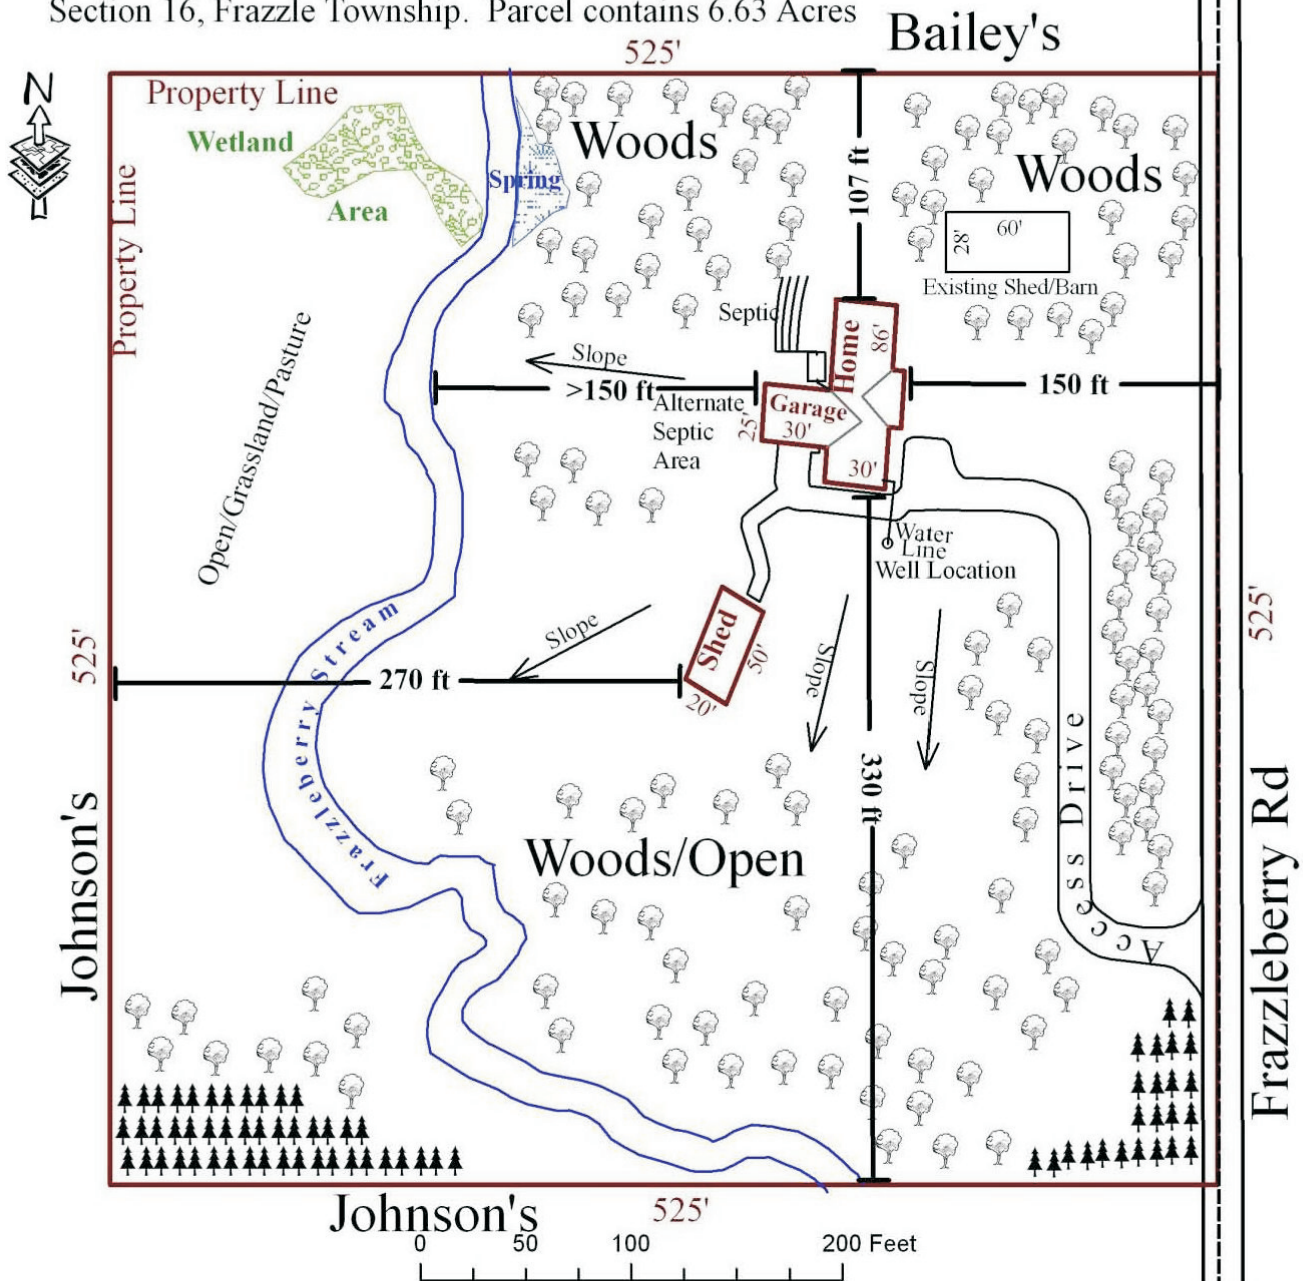 Section 16, Frazzle Township. Parcel contains 6.63 Acres
Bailey's
525'
N
Property Line
Wetland
Area
Spring
Woods
Woods
107 ft
60'
28'
Existing Shed/Barn
Property Line
Septic
Home
86'
Slope
>150 ft
150 ft
Garage
30'
25'
Alternate
Septic
Area
30'
Open/Grassland/Pasture
Water
Line
Well Location
525'
525'
Frazzleberry Stream
Slope
Shed
50'
20'
270 ft
Slope
Slope
330 ft
Access Drive
Johnson's
Woods/Open
Frazzleberry Rd
Johnson's
525'
0 50 100 200 Feet